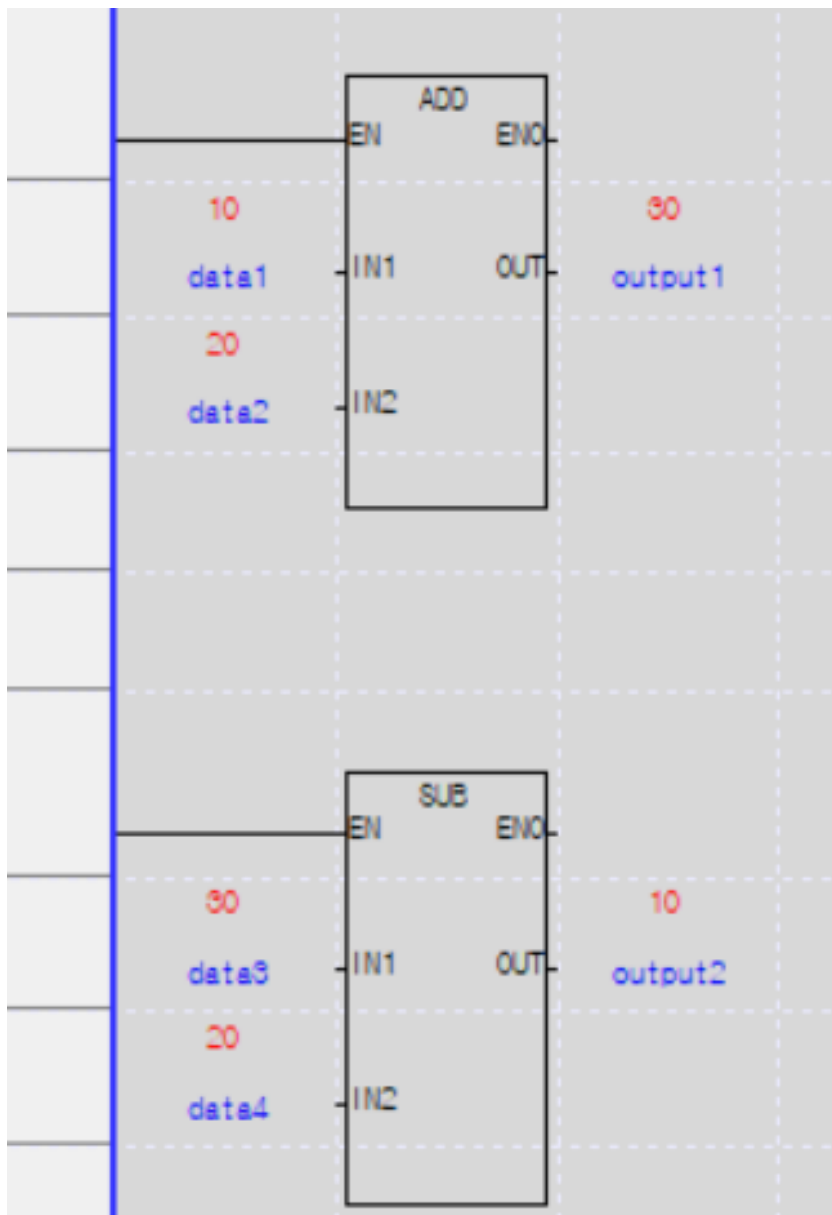 ADD
EN ENO
10 30
data1 IN1 OUT output1
20
data2 IN2
SUB
EN ENO
30 10
data3 IN1 OUT output2
20
data4 IN2